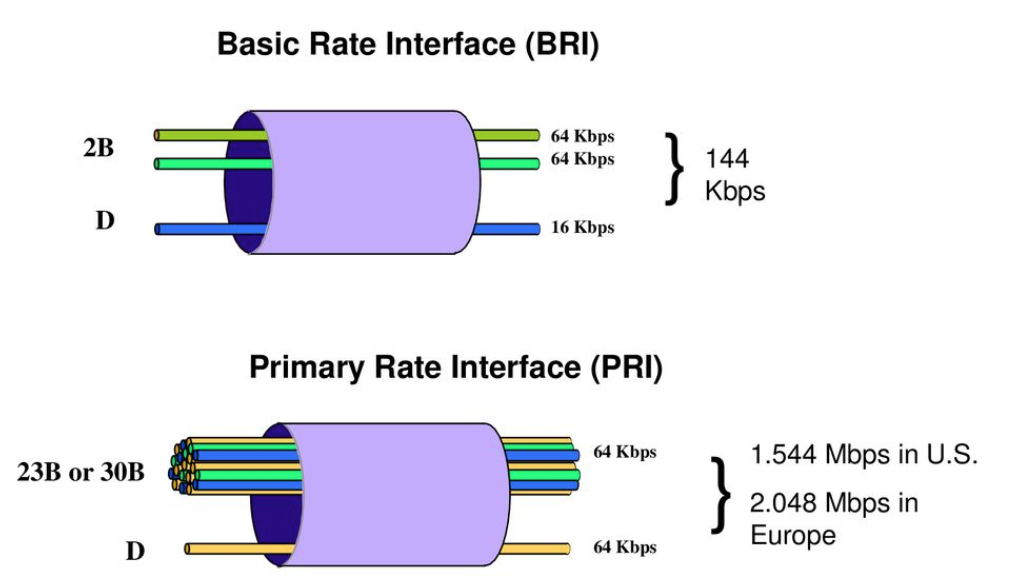 Basic Rate Interface (BRI)
2B
64 Kbps
64 Kbps
144
Kbps
D
16 Kbps
Primary Rate Interface (PRI)
23B or 30B
64 Kbps
1.544 Mbps in U.S.
2.048 Mbps in
Europe
D
64 Kbps